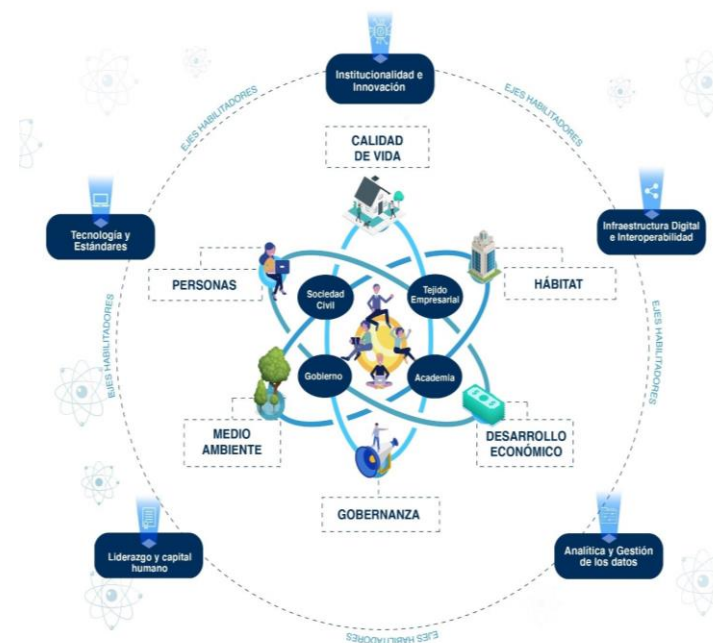 Institucionalidad e
Innovación
EJES HABILITADORES
EJES HABILITADORES
CALIDAD
DE VIDA
Tecnología y
Estándares
Infraestructura Digital
e Interoperabilidad
PERSONAS
HÁBITAT
Sociedad
Civil
Tejido
Empresarial
EJES HABILITADORES
EJES HABILITADORES
Gobierno
Academia
MEDIO
AMBIENTE
DESARROLLO
ECONÓMICO
GOBERNANZA
Liderazgo y capital
humano
Analítica y Gestión
de los datos
EJES HABILITADORES